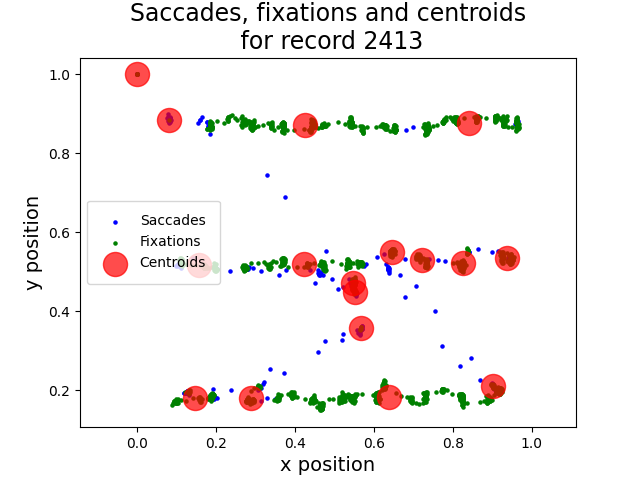 Saccades, fixations and centroids
for record 2413
y position
1.0
0.8
0.6
0.4
0.2
Saccades
Fixations
Centroids
0.0 0.2 0.4 0.6 0.8 1.0
x position